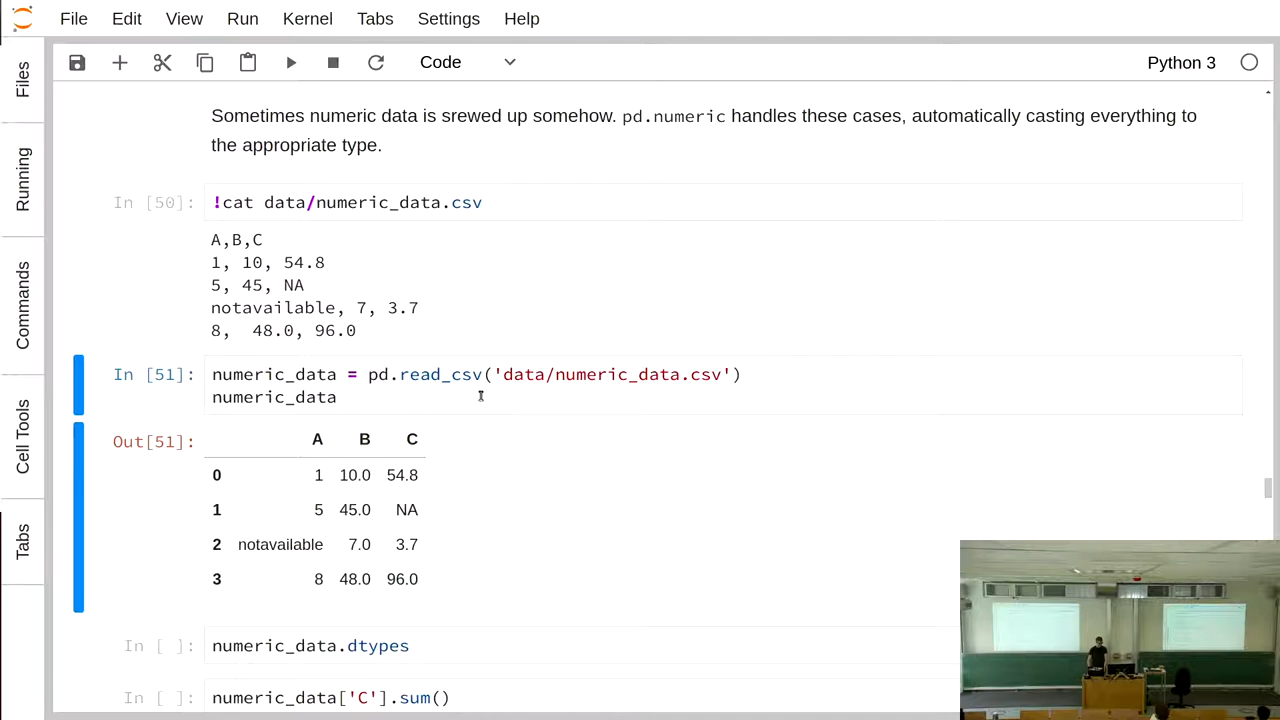 File Edit View Run Kernel Tabs Settings Help
Files
Running
Commands
Cell Tools
Tabs
Code
Python 3
Sometimes numeric data is srewed up somehow. pd.numeric handles these cases, automatically casting everything to
the appropriate type.
In [50]: !cat data/numeric_data.csv
A,B,C
1, 10, 54.8
5, 45, NA
notavailable, 7, 3.7
8,  48.0, 96.0
In [51]: numeric_data = pd.read_csv('data/numeric_data.csv')
numeric_data
Out[51]: A B C
0 1 10.0 54.8
1 5 45.0 NA
2 notavailable 7.0 3.7
3 8 48.0 96.0
In [ ]: numeric_data.dtypes
In [ ]: numeric_data['C'].sum()